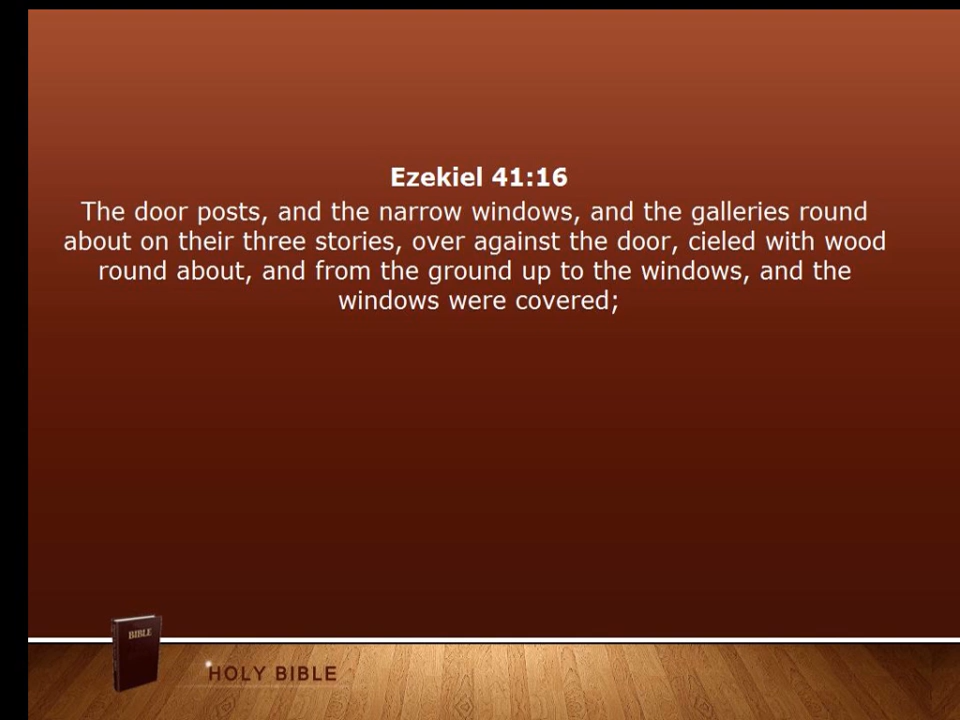 Ezekiel 41:16
The door posts, and the narrow windows, and the galleries round
about on their three stories, over against the door, cieled with wood
round about, and from the ground up to the windows, and the
windows were covered;
BIBLE
HOLY BIBLE